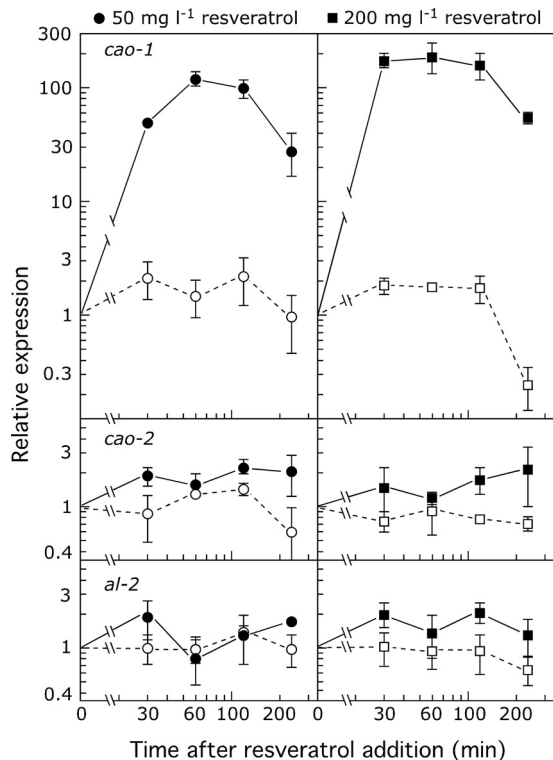 ● 50 mg l⁻¹ resveratrol ■ 200 mg l⁻¹ resveratrol
300
cao-1
100
30
10
3
1
0.3
Relative expression
cao-2
3
1
0.4
al-2
3
1
0.4
0 30 60 100 200 0 30 60 100 200
Time after resveratrol addition (min)